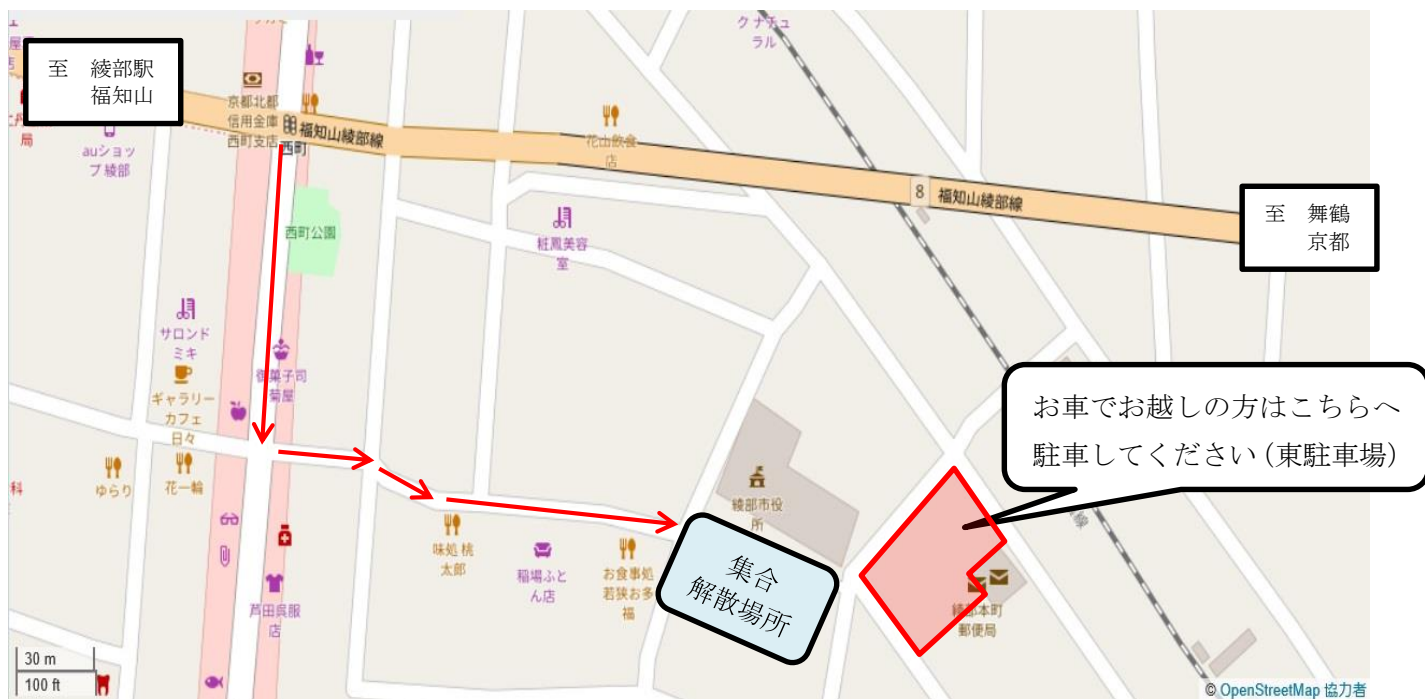 ク ナチュ
ラル
至 綾部駅
福知山
京都北都
信用金庫
西町支店
西町
福知山綾部線
花山飲食
店
局
auショッ
プ 綾部
8
福知山綾部線
至 舞鶴
京都
西町公園
粧鳳美容
室
サロンド
ミキ
御菓子司
菊屋
ギャラリー
カフェ
日々
お車でお越しの方はこちらへ
駐車してください（東駐車場）
科
ゆらり
花一輪
綾部市役
所
味処 桃
太郎
稲場ふと
ん店
お食事処
若狭お多
福
集合
解散場所
綾部本町
郵便局
芦田呉服
店
30 m
100 ft
© OpenStreetMap 協力者